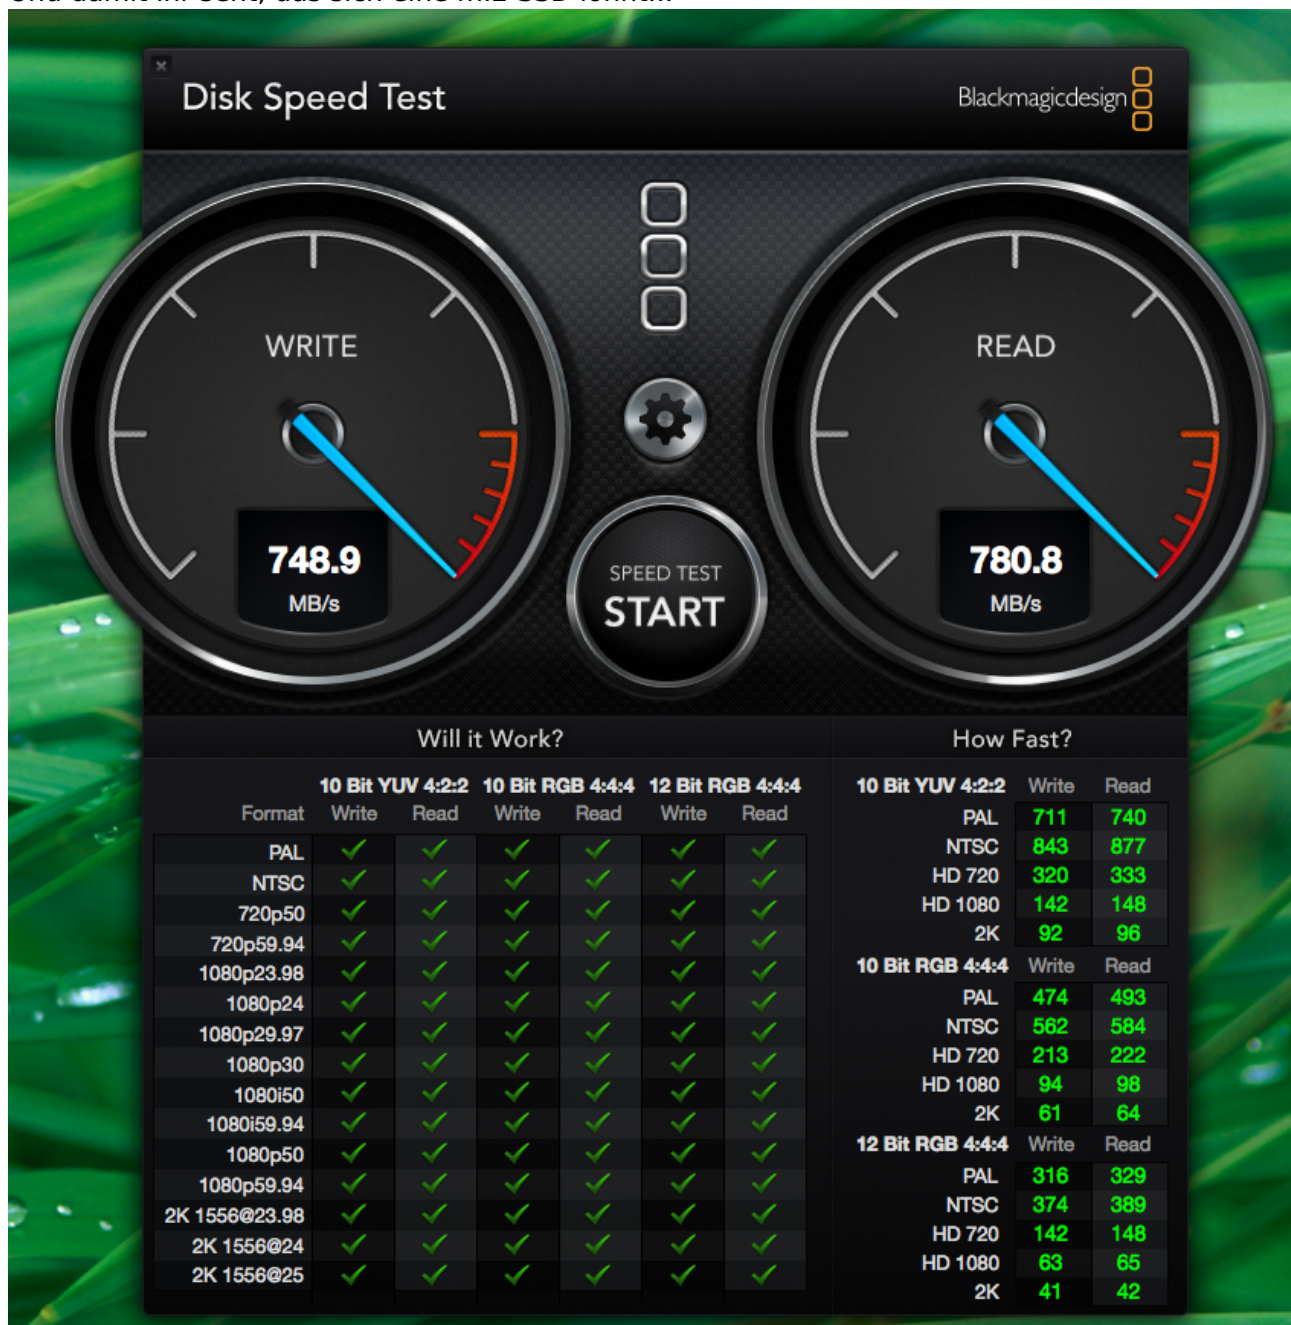 Disk Speed Test
Blackmagicdesign
WRITE
READ
748.9
MB/s
780.8
MB/s
SPEED TEST
START
Will it Work?
10 Bit YUV 4:2:2 10 Bit RGB 4:4:4 12 Bit RGB 4:4:4
Format Write Read Write Read Write Read
PAL
NTSC
720p50
720p59.94
1080p23.98
1080p24
1080p29.97
1080p30
1080i50
1080i59.94
1080p50
1080p59.94
2K 1556@23.98
2K 1556@24
2K 1556@25
How Fast?
10 Bit YUV 4:2:2 Write Read
PAL 711 740
NTSC 843 877
HD 720 320 333
HD 1080 142 148
2K 92 96
10 Bit RGB 4:4:4 Write Read
PAL 474 493
NTSC 562 584
HD 720 213 222
HD 1080 94 98
2K 61 64
12 Bit RGB 4:4:4 Write Read
PAL 316 329
NTSC 374 389
HD 720 142 148
HD 1080 63 65
2K 41 42